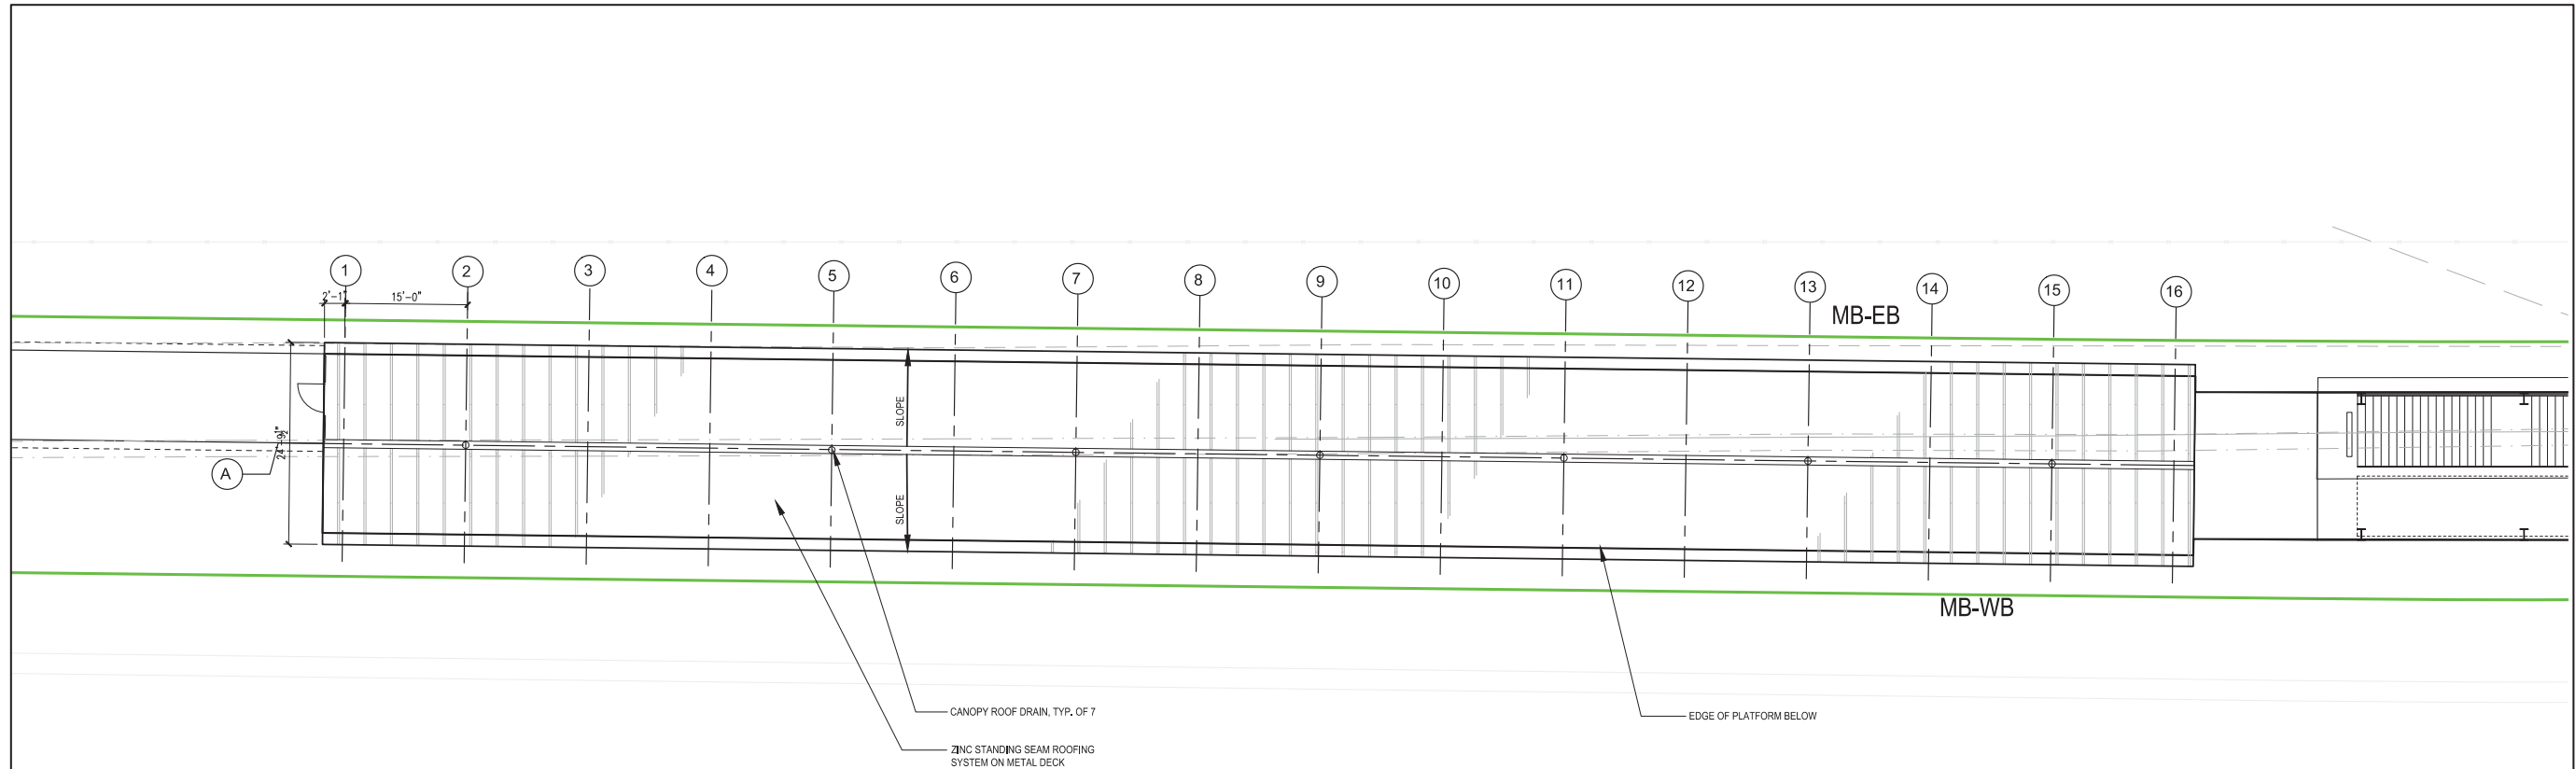 1
2
3
4
5
6
7
8
9
10
11
12
13
14
15
16
2'-1"
15'-0"
MB-EB
SLOPE
24'-9½"
A
SLOPE
MB-WB
CANOPY ROOF DRAIN, TYP. OF 7
EDGE OF PLATFORM BELOW
ZINC STANDING SEAM ROOFING
SYSTEM ON METAL DECK